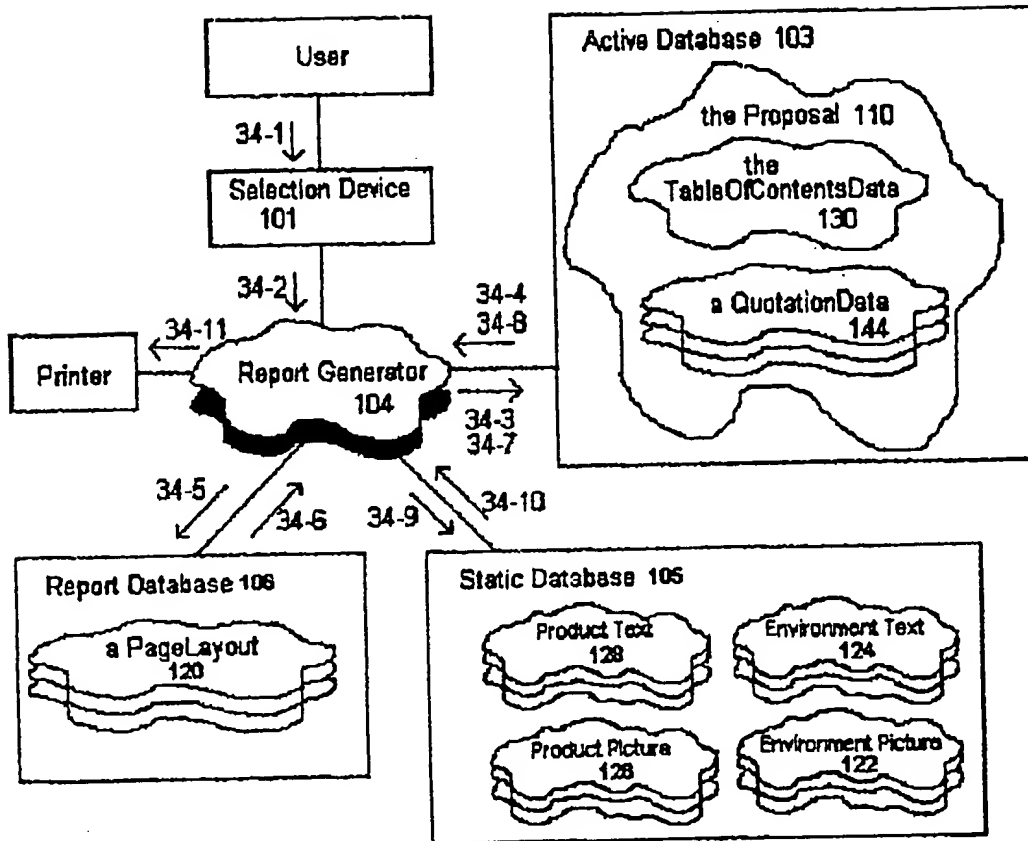 User
34-1
Selection Device
101
34-2
34-11
Printer
Report Generator
104
34-4
34-8
34-3
34-7
Active Database 103
the Proposal 110
the
TableOfContentsData
130
a QuotationData
144
34-5
34-6
34-9
34-10
Report Database 106
a PageLayout
120
Static Database 105
Product Text
128
Environment Text
124
Product Picture
126
Environment Picture
122